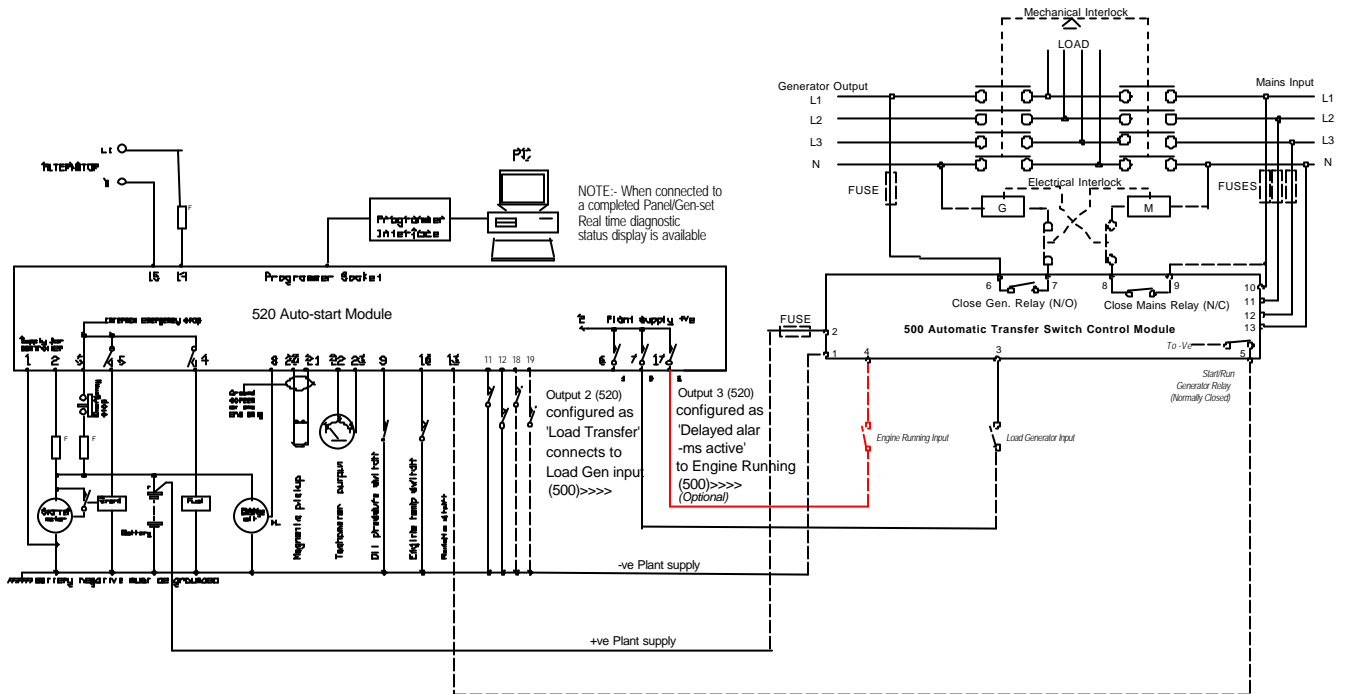 Mechanical Interlock
LOAD
Generator Output
Mains Input
L1
L1
L2
L2
L3
L3
N
N
FUSE
Electrical Interlock
FUSES
G
M
PC
NOTE:- When connected to
a completed Panel/Gen-set
Real time diagnostic
status display is available
Programmer
Interface
F
15
Programmer Socket
6
7
8
9
10
11
12
13
Close Gen. Relay (N/O)
Close Mains Relay (N/C)
500 Automatic Transfer Switch Control Module
520 Auto-start Module
Plant supply +ve
FUSE
2
1
4
3
To -Ve
5
1
2
3
5
4
8
21
22
23
9
10
11
12
18
19
6
7
17
Start/Run
Generator Relay
(Normally Closed)
Output 2 (520)
configured as
'Load Transfer'
connects to
Load Gen input
(500)>>>>
Output 3 (520)
configured as
'Delayed alar
-ms active'
to Engine Running
(500)>>>>
(Optional)
Engine Running Input
Load Generator Input
F
F
Fuel
Battery
Magnetic pickup
Oil pressure switch
Engine temp switch
-ve Plant supply
battery negative must be grounded
+ve Plant supply